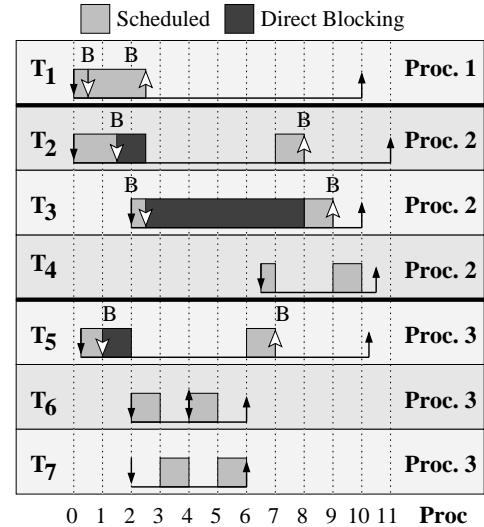 Scheduled Direct Blocking
B B
T1 Proc. 1
B B
T2 Proc. 2
B B
T3 Proc. 2
T4 Proc. 2
B B
T5 Proc. 3
T6 Proc. 3
T7 Proc. 3
0 1 2 3 4 5 6 7 8 9 10 11 Proc